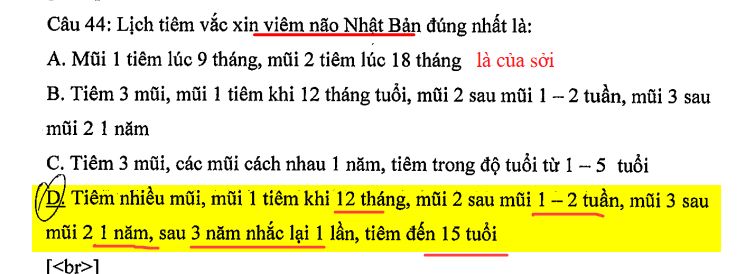 Câu 44: Lịch tiêm vắc xin viêm não Nhật Bản đúng nhất là:
A. Mũi 1 tiêm lúc 9 tháng, mũi 2 tiêm lúc 18 tháng là của sởi
B. Tiêm 3 mũi, mũi 1 tiêm khi 12 tháng tuổi, mũi 2 sau mũi 1 – 2 tuần, mũi 3 sau
mũi 2 1 năm
C. Tiêm 3 mũi, các mũi cách nhau 1 năm, tiêm trong độ tuổi từ 1 – 5 tuổi
D. Tiêm nhiều mũi, mũi 1 tiêm khi 12 tháng, mũi 2 sau mũi 1 – 2 tuần, mũi 3 sau
mũi 2 1 năm, sau 3 năm nhắc lại 1 lần, tiêm đến 15 tuổi
[<br>]